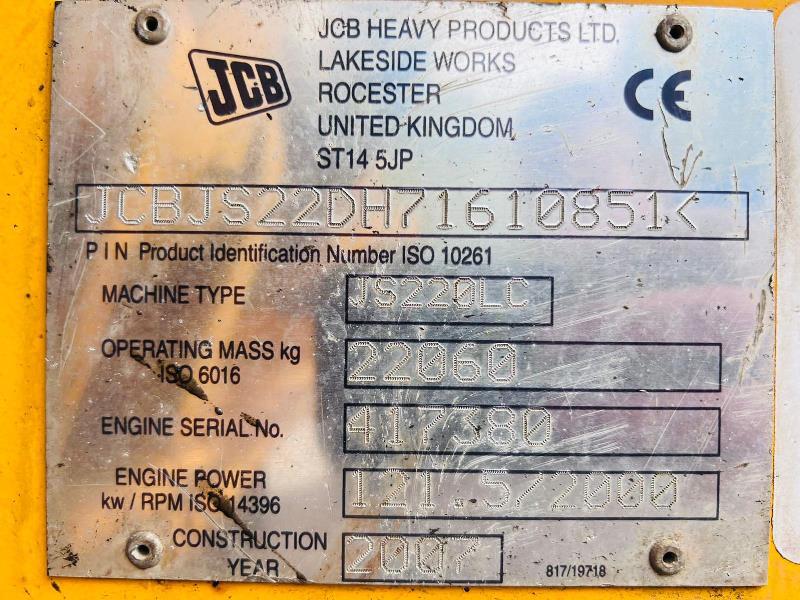 JCB
JCB HEAVY PRODUCTS LTD.
LAKESIDE WORKS
ROCESTER
UNITED KINGDOM
ST14 5JP
CE
JCBJS22DH71610851<
PIN Product Identification Number ISO 10261
MACHINE TYPE JS220LC
OPERATING MASS kg 22060
ISO 6016
ENGINE SERIAL No. 417380
ENGINE POWER 121.5/2000
kw / RPM ISO 14396
CONSTRUCTION YEAR 2007
817/19718